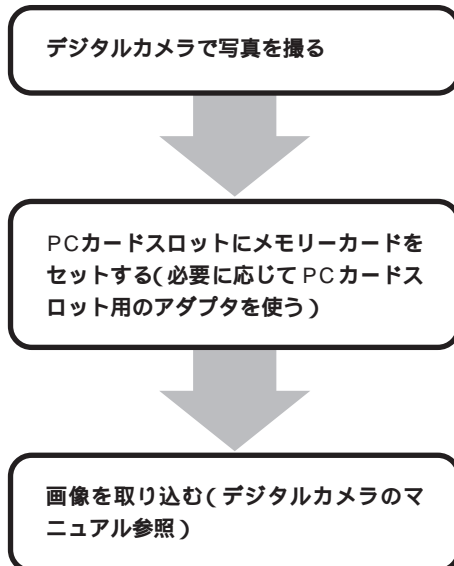 デジタルカメラで写真を撮る
PCカードスロットにメモリーカードを
セットする(必要に応じてPCカードス
ロット用のアダプタを使う)
画像を取り込む(デジタルカメラのマ
ニュアル参照)